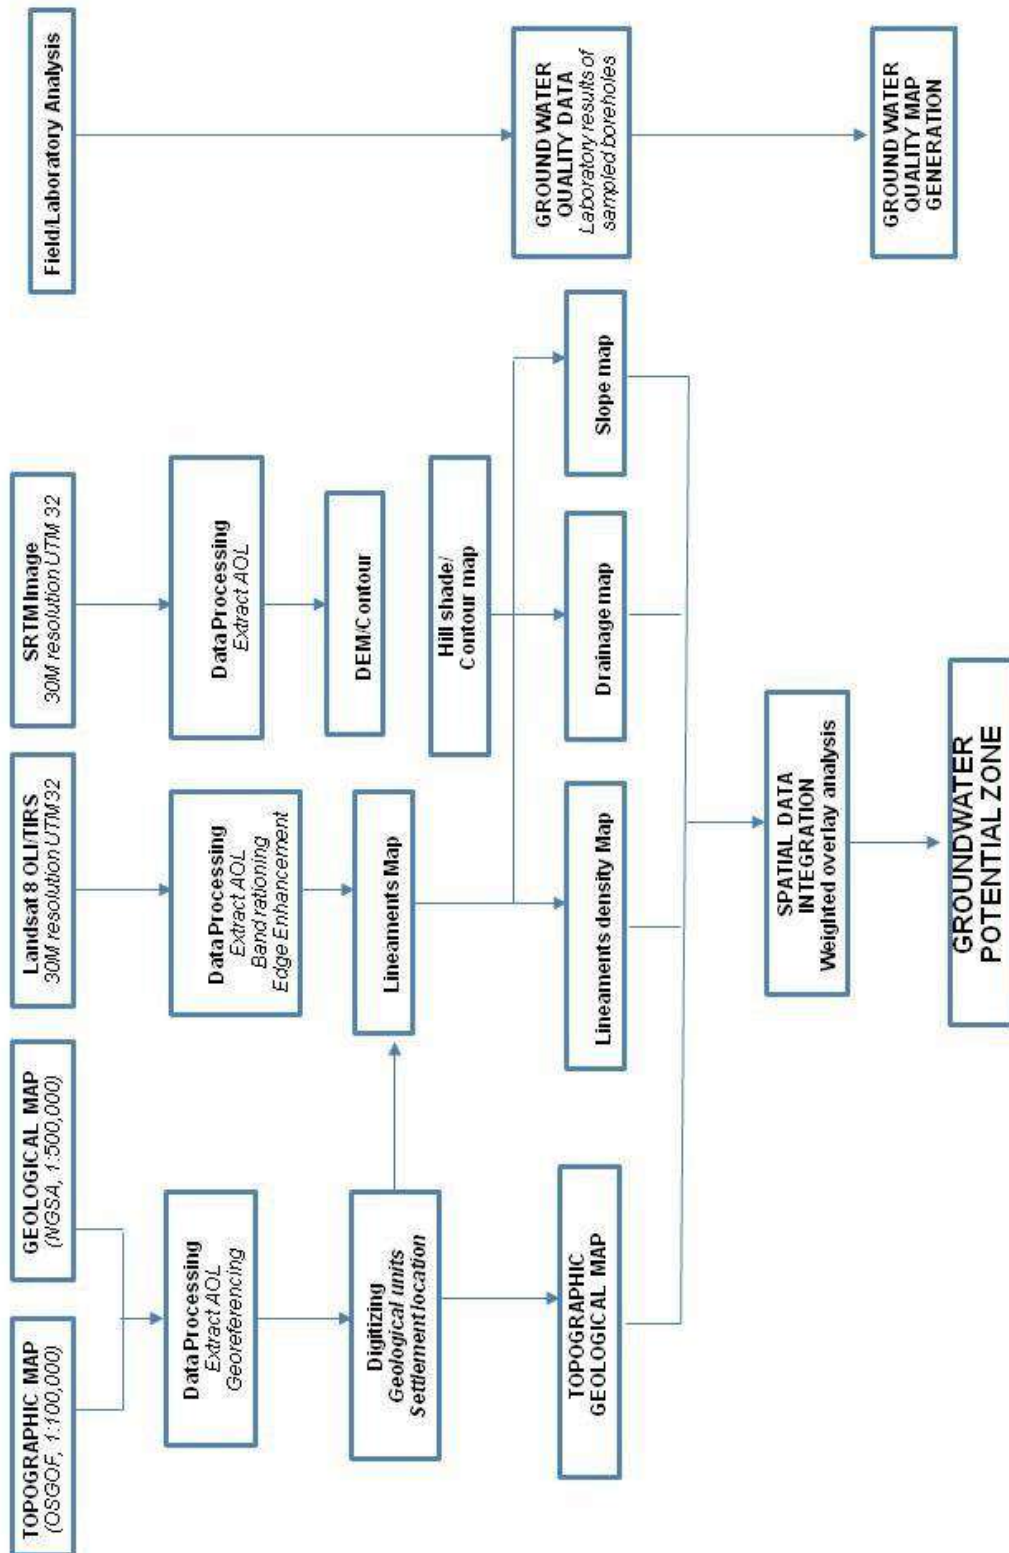 TOPOGRAPHIC MAP
(OSGOF, 1:100,000)
GEOLOGICAL MAP
(NGSA, 1:500,000)
Landsat 8 OLI/TIRS
30M resolution UTM32
SRTM Image
30M resolution UTM 32
Field/Laboratory Analysis
Data Processing
Extract AOL
Georeferencing
Data Processing
Extract AOL
Band rationing
Edge Enhancement
Data Processing
Extract AOL
Digitizing
Geological units
Settlement location
Lineaments Map
DEM/Contour
Hill shade/
Contour map
GROUND WATER
QUALITY DATA
Laboratory results of
sampled boreholes
TOPOGRAPHIC
GEOLOGICAL MAP
Lineaments density Map
Drainage map
Slope map
SPATIAL DATA
INTEGRATION
Weighted overlay analysis
GROUND WATER
QUALITY MAP
GENERATION
GROUNDWATER
POTENTIAL ZONE